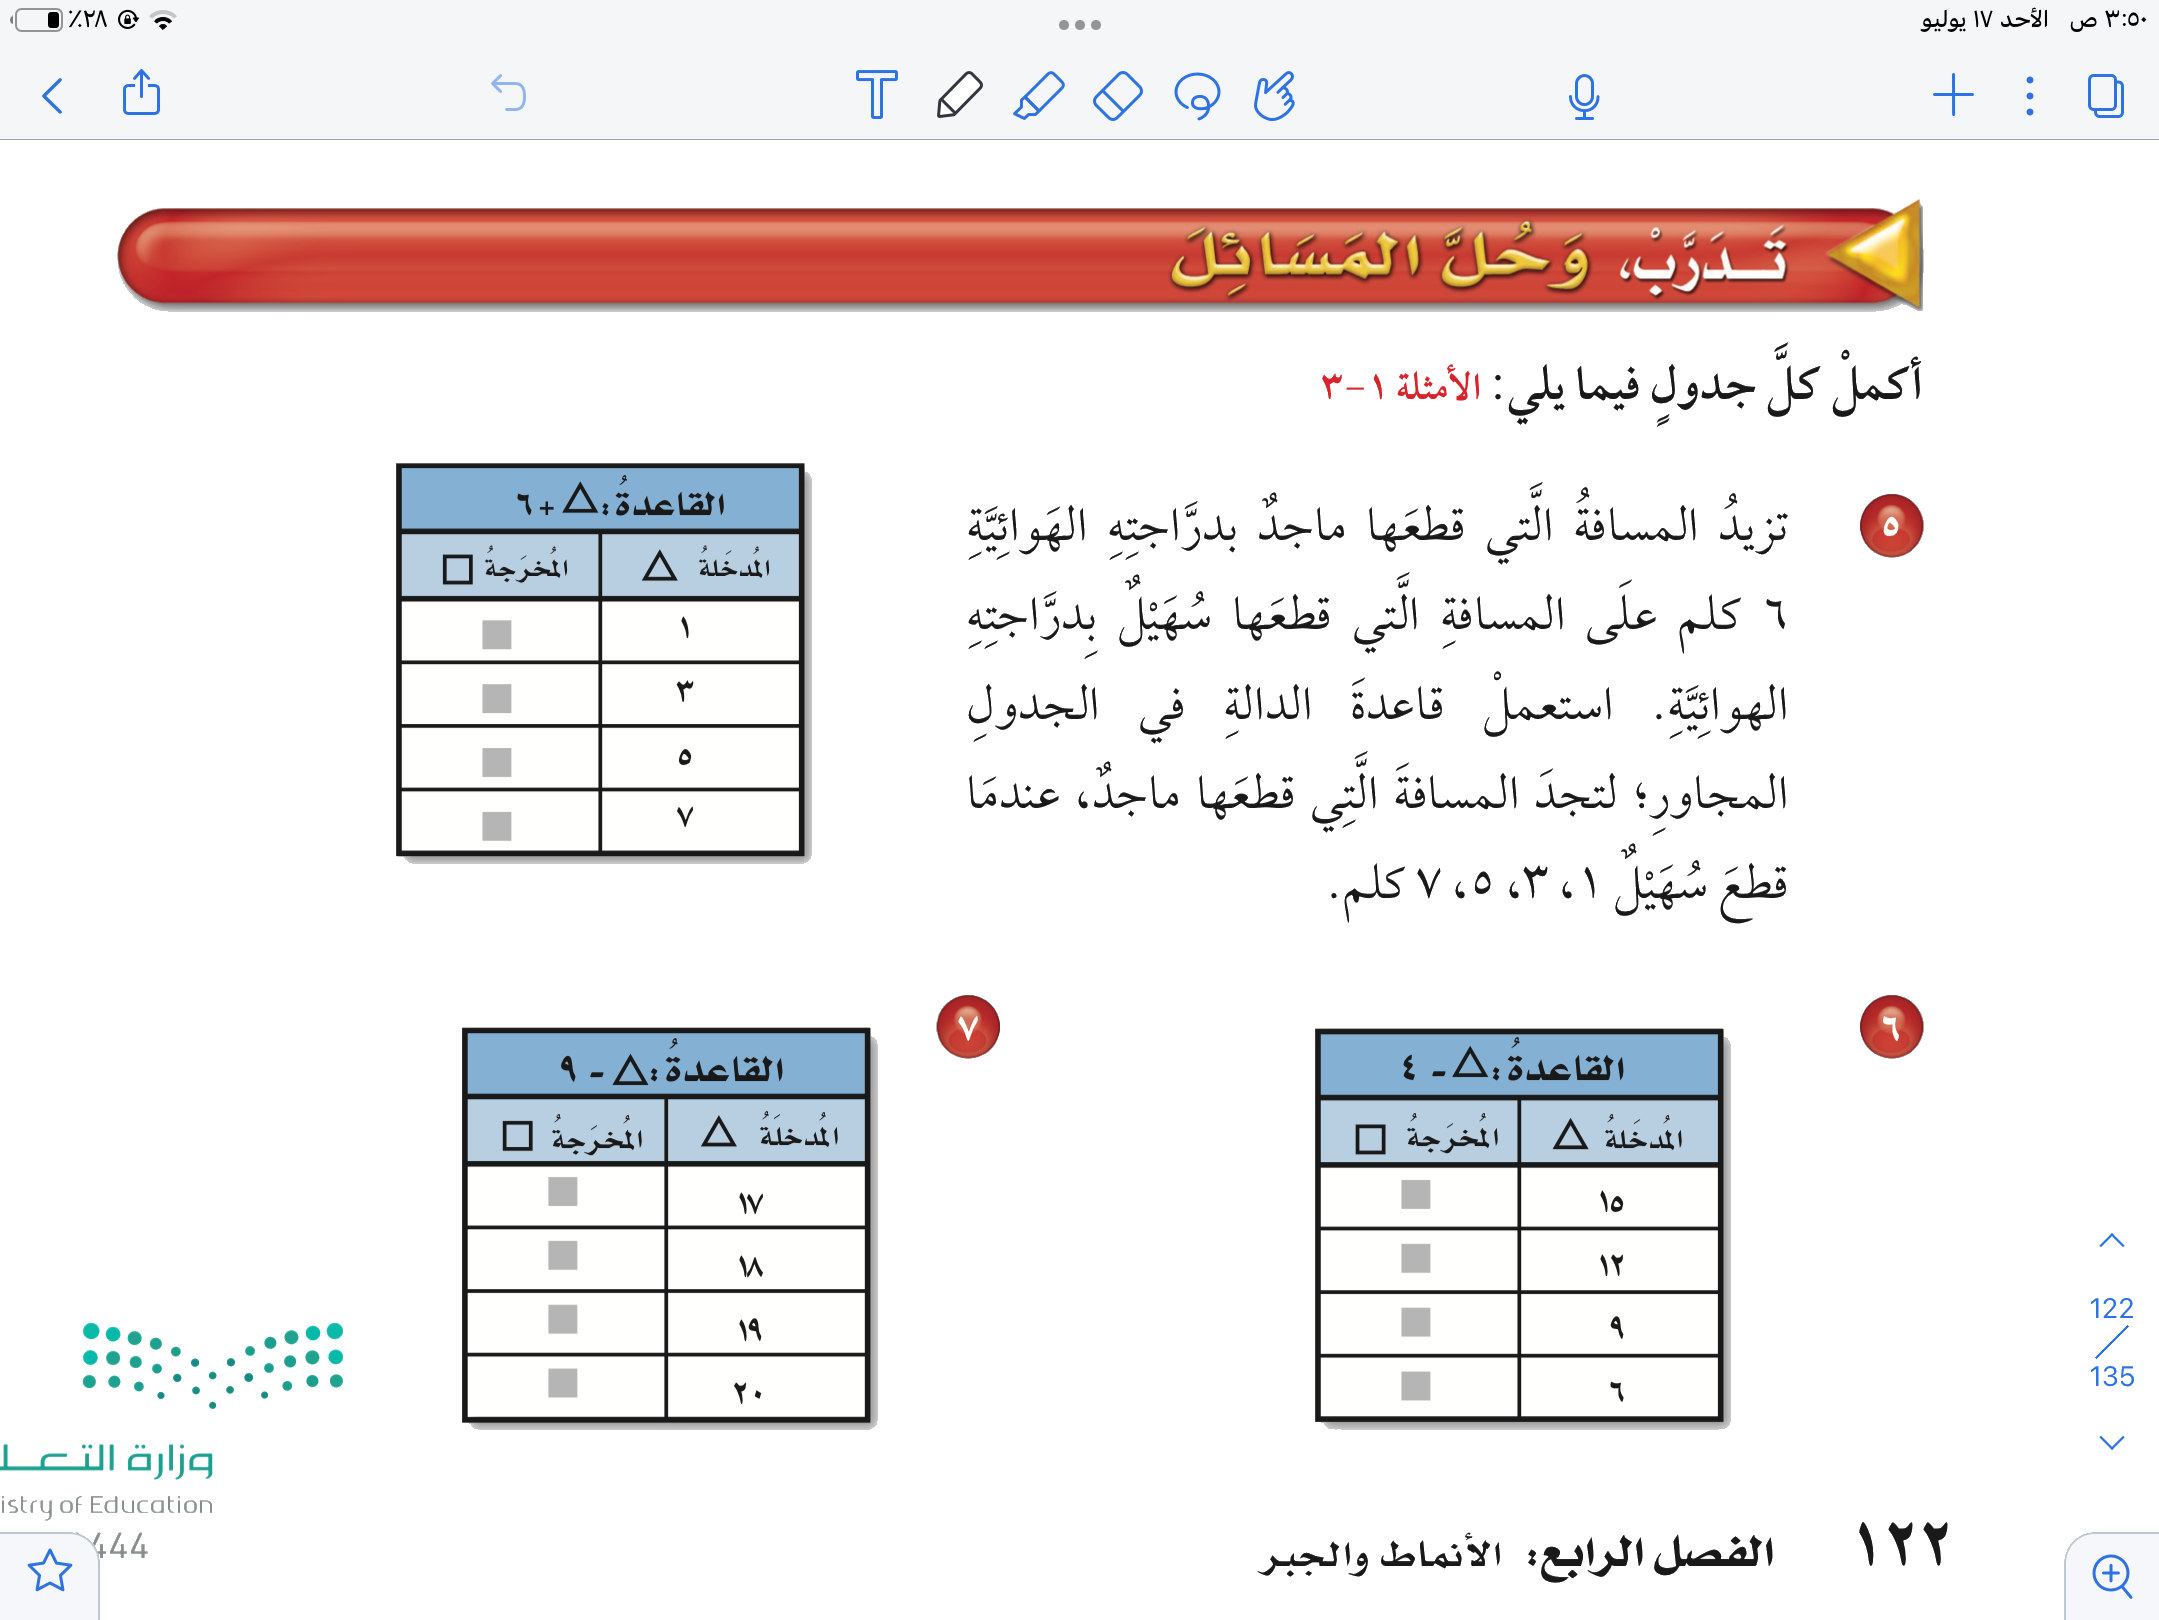 ٣:٥٠ ص الأحد ١٧ يوليو
٪٢٨
تَـدَرَّبْ، وَحُلَّ المَسَائِلَ
أكملْ كلَّ جدولٍ فيما يلي: الأمثلة ١-٣
٥
تزيدُ المسافةُ الَّتي قطعَها ماجدٌ بدرَّاجتِهِ الهَوائِيَّةِ
٦ كلم علَى المسافةِ الَّتي قطعَها سُهَيْلٌ بِدرَّاجتِهِ
الهوائِيَّةِ. استعملْ قاعدةَ الدالةِ في الجدولِ
المجاورِ؛ لتجدَ المسافةَ الَّتِي قطعَها ماجدٌ، عندمَا
قطعَ سُهَيْلٌ ١، ٣، ٥، ٧ كلم.
القاعدةُ: △ + ٦
المُدخَلةُ △ المُخرَجةُ □
١
٣
٥
٧
٦
القاعدةُ: △ - ٤
المُدخَلةُ △ المُخرَجةُ □
١٥
١٢
٩
٦
٧
القاعدةُ: △ - ٩
المُدخلَةُ △ المُخرَجةُ □
١٧
١٨
١٩
٢٠
122
135
وزارة التعـلـ
istry of Education
444
١٢٢ الفصل الرابع: الأنماط والجبر